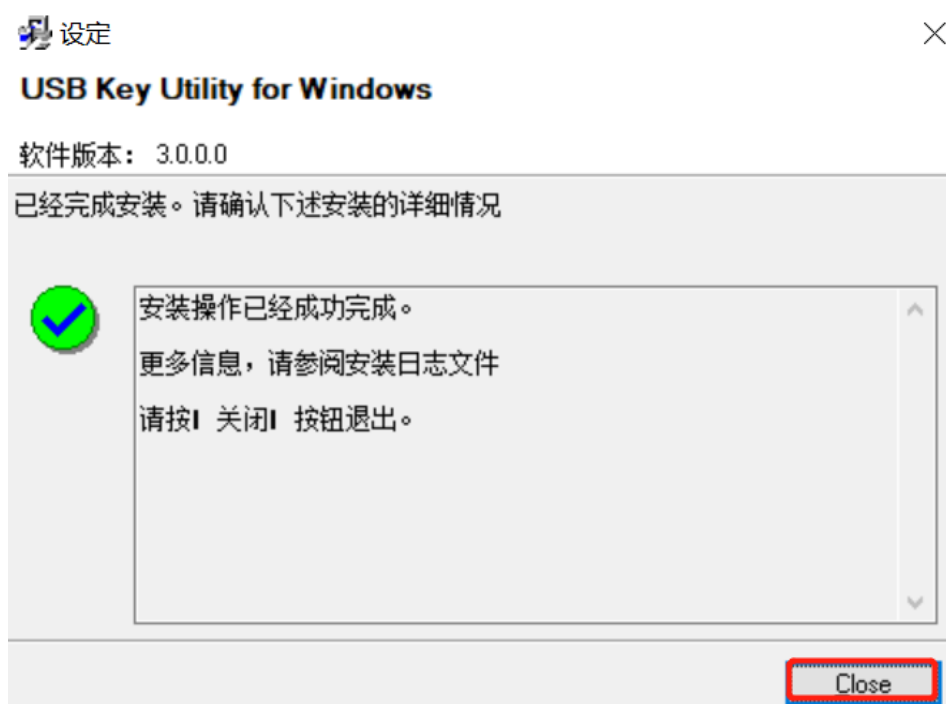 设定
USB Key Utility for Windows
软件版本： 3.0.0.0
已经完成安装。请确认下述安装的详细情况
安装操作已经成功完成。
更多信息，请参阅安装日志文件
请按I 关闭I 按钮退出。
Close